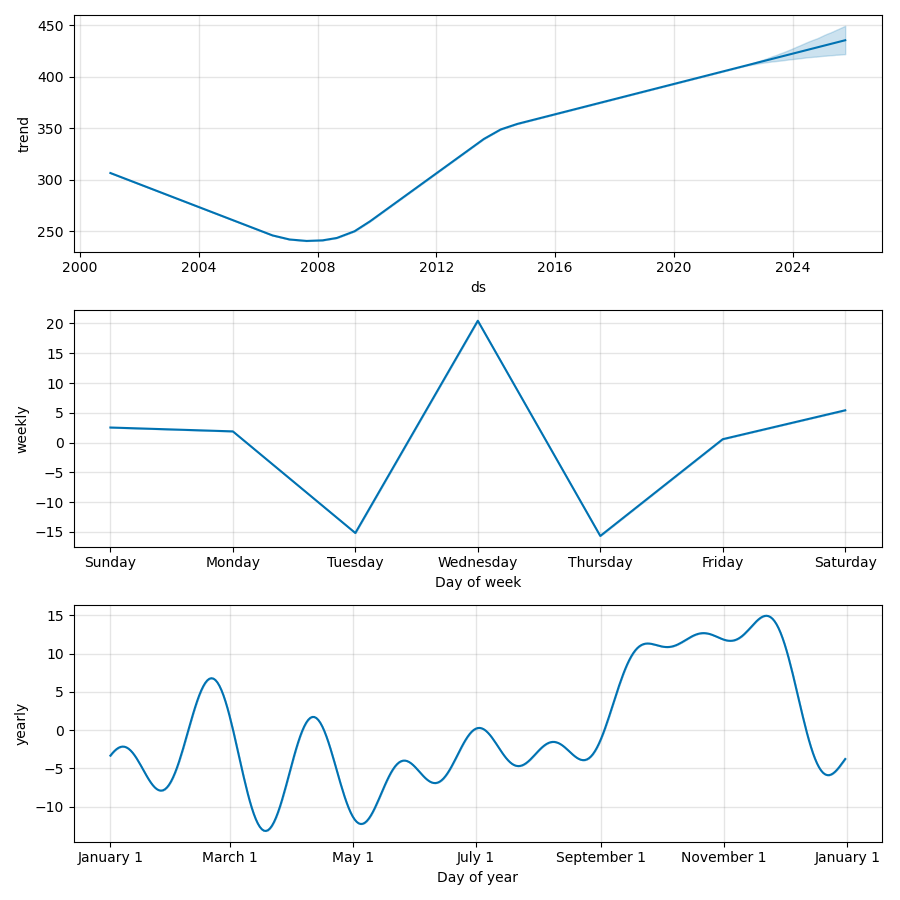 450
400
350
300
250
trend
2000 2004 2008 2012 2016 2020 2024
ds
20
15
10
5
0
−5
−10
−15
weekly
Sunday Monday Tuesday Wednesday Thursday Friday Saturday
Day of week
15
10
5
0
−5
−10
yearly
January 1 March 1 May 1 July 1 September 1 November 1 January 1
Day of year